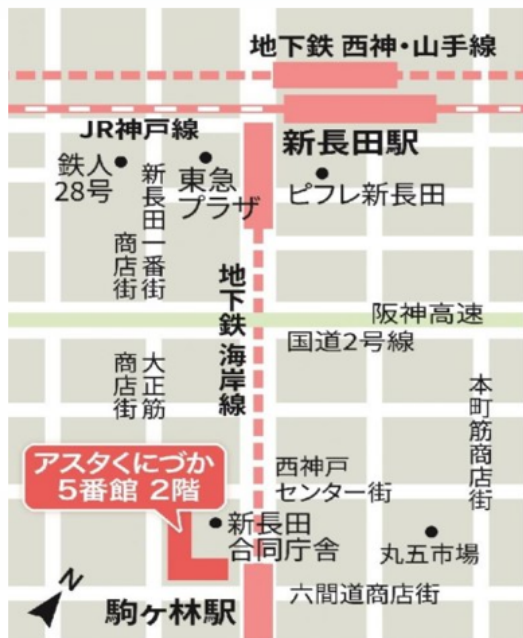 地下鉄 西神・山手線
JR神戸線
新長田駅
鉄人
28号
新長田一番街
商店街
東急
プラザ
ピフレ新長田
地下鉄 海岸線
阪神高速
国道2号線
大正筋
商店街
本町筋商店街
アスタくにづか
5番館 2階
西神戸
センター街
新長田
合同庁舎
丸五市場
六間道商店街
駒ヶ林駅
N